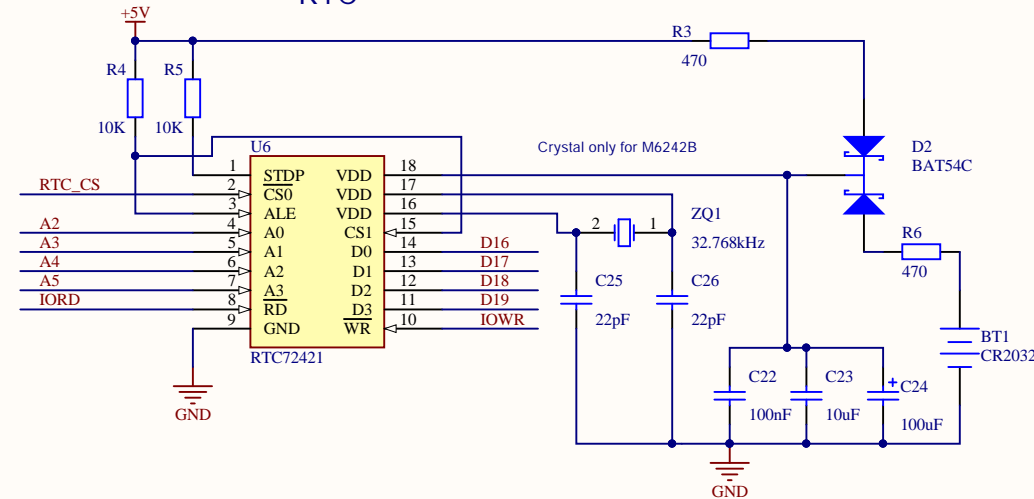 RTC
+5V
R3
470
R4
R5
10K
10K
Crystal only for M6242B
D2
BAT54C
U6
1 STDP VDD 18
RTC_CS 2 CS0 VDD 17
3 ALE VDD 16
A2 4 A0 CS1 15
A3 5 A1 D0 14 D16
A4 6 A2 D1 13 D17
A5 7 A3 D2 12 D18
IORD 8 RD D3 11 D19
9 GND WR 10 IOWR
RTC72421
GND
2 1
ZQ1
32.768kHz
C25
22pF
C26
22pF
R6
470
BT1
CR2032
C22
100nF
C23
10uF
+
C24
100uF
GND